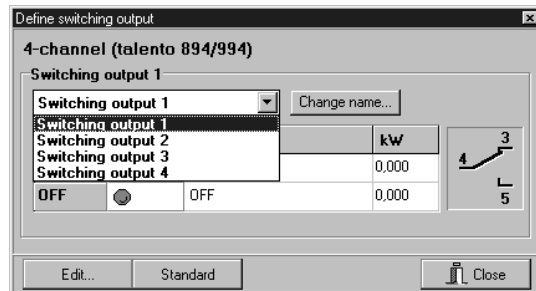 Define switching output
4-channel (talento 894/994)
Switching output 1
Switching output 1
Change name...
Switching output 1
Switching output 2
Switching output 3
Switching output 4
kW
0,000
OFF OFF 0,000
3
4
5
Edit... Standard Close